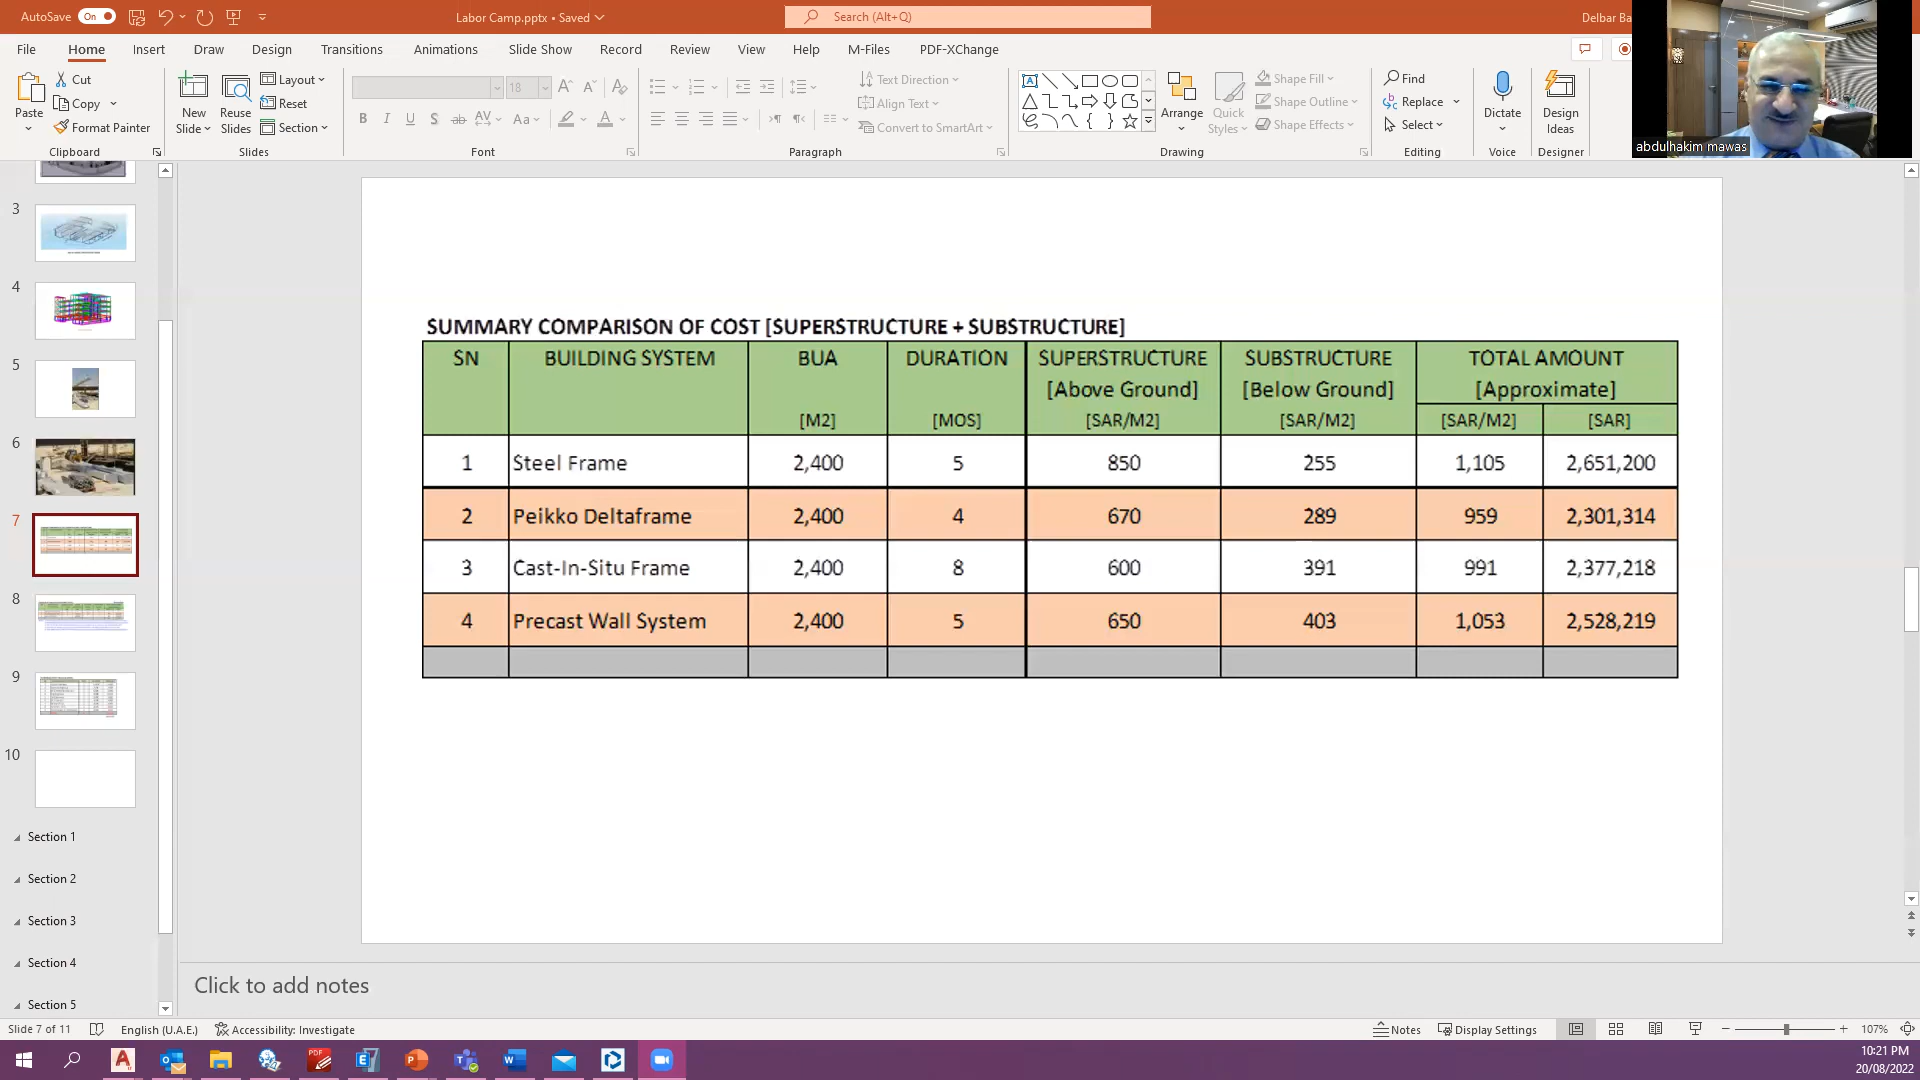 AutoSave On Labor Camp.pptx • Saved Search (Alt+Q) Delbar Ba
File Home Insert Draw Design Transitions Animations Slide Show Record Review View Help M-Files PDF-XChange
Paste Cut Copy Format Painter
Clipboard
New Slide Reuse Slides Layout Reset Section
Slides
18
B I U S ab AV Aa A
Font
Text Direction
Align Text
Convert to SmartArt
Paragraph
Arrange Quick Styles Shape Fill Shape Outline Shape Effects
Drawing
Find
Replace
Select
Editing
Dictate
Voice
Design Ideas
Designer
abdulhakim mawas
3
4
5
6
7
8
9
10
Section 1
Section 2
Section 3
Section 4
Section 5
SUMMARY COMPARISON OF COST [SUPERSTRUCTURE + SUBSTRUCTURE]
SN BUILDING SYSTEM BUA DURATION SUPERSTRUCTURE SUBSTRUCTURE TOTAL AMOUNT
[Above Ground] [Below Ground] [Approximate]
[M2] [MOS] [SAR/M2] [SAR/M2] [SAR/M2] [SAR]
1 Steel Frame 2,400 5 850 255 1,105 2,651,200
2 Peikko Deltaframe 2,400 4 670 289 959 2,301,314
3 Cast-In-Situ Frame 2,400 8 600 391 991 2,377,218
4 Precast Wall System 2,400 5 650 403 1,053 2,528,219
Click to add notes
Slide 7 of 11 English (U.A.E.) Accessibility: Investigate Notes Display Settings 107%
10:21 PM
20/08/2022